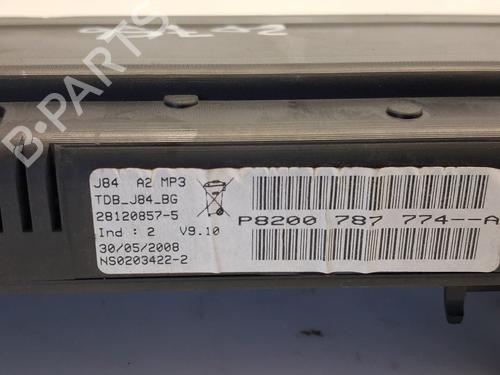 B-PARTS
J84 A2 MP3
TDB_J84_BG
28120857-5
Ind : 2 V9.10
30/05/2008
NS0203422-2
P8200 787 774--A